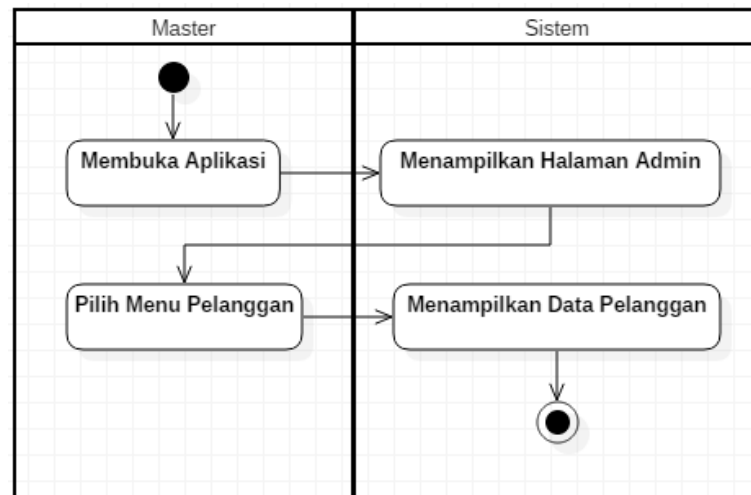 Master
Sistem
Membuka Aplikasi
Menampilkan Halaman Admin
Pilih Menu Pelanggan
Menampilkan Data Pelanggan